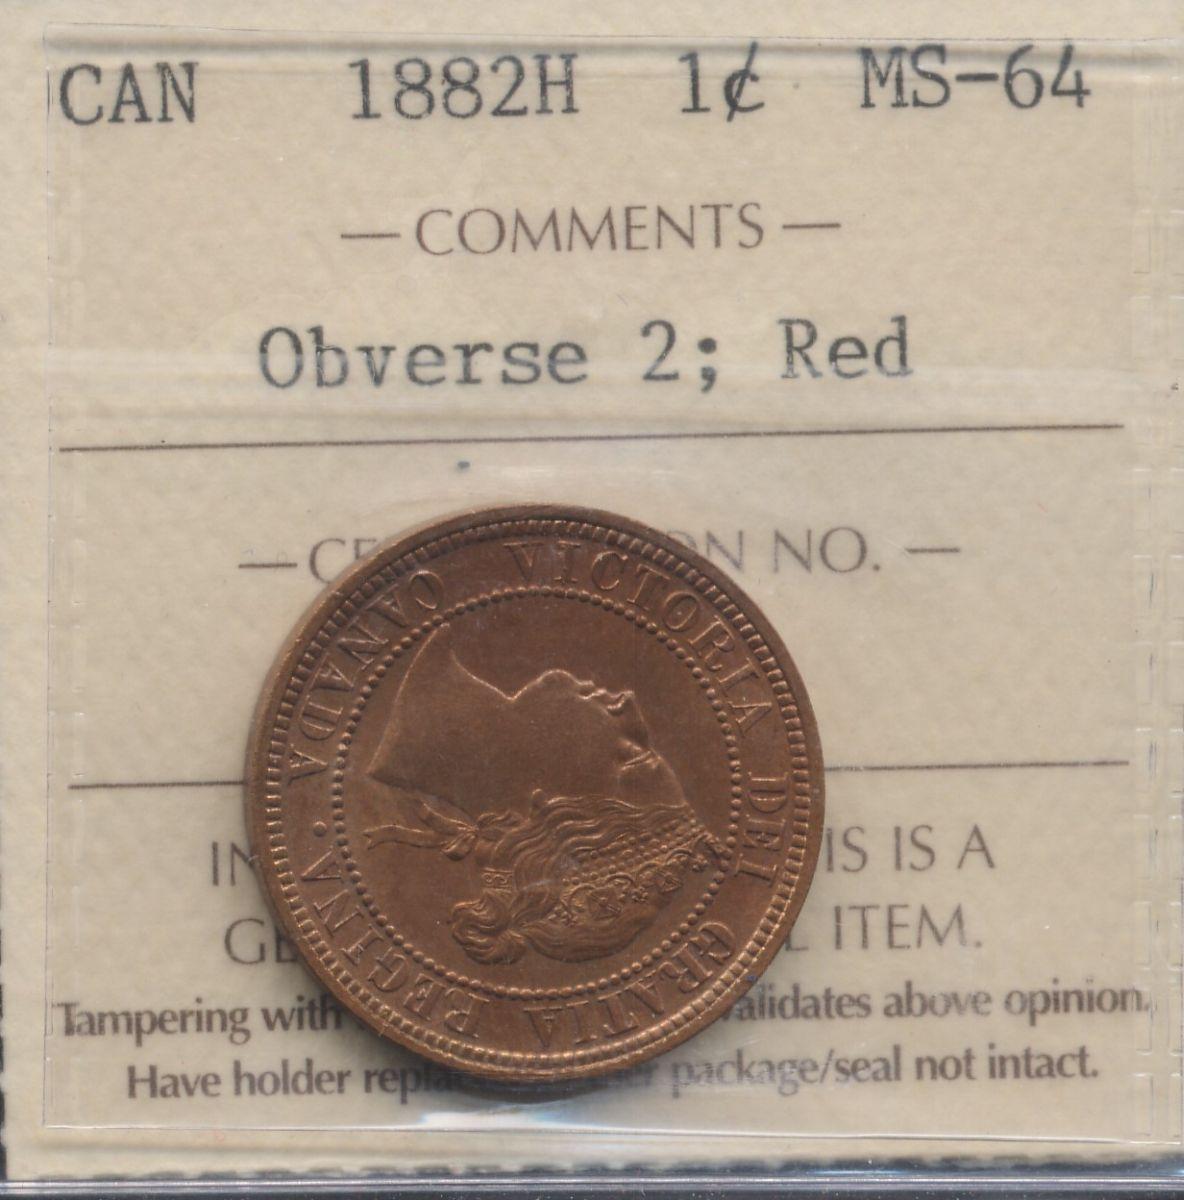 CAN 1882H 1¢ MS-64
— COMMENTS —
Obverse 2; Red
NO. —
VICTORIA DEI GRATIA REGINA · CANADA
IS IS A
ITEM.
Tampering with above opinion.
Have holder package/seal not intact.